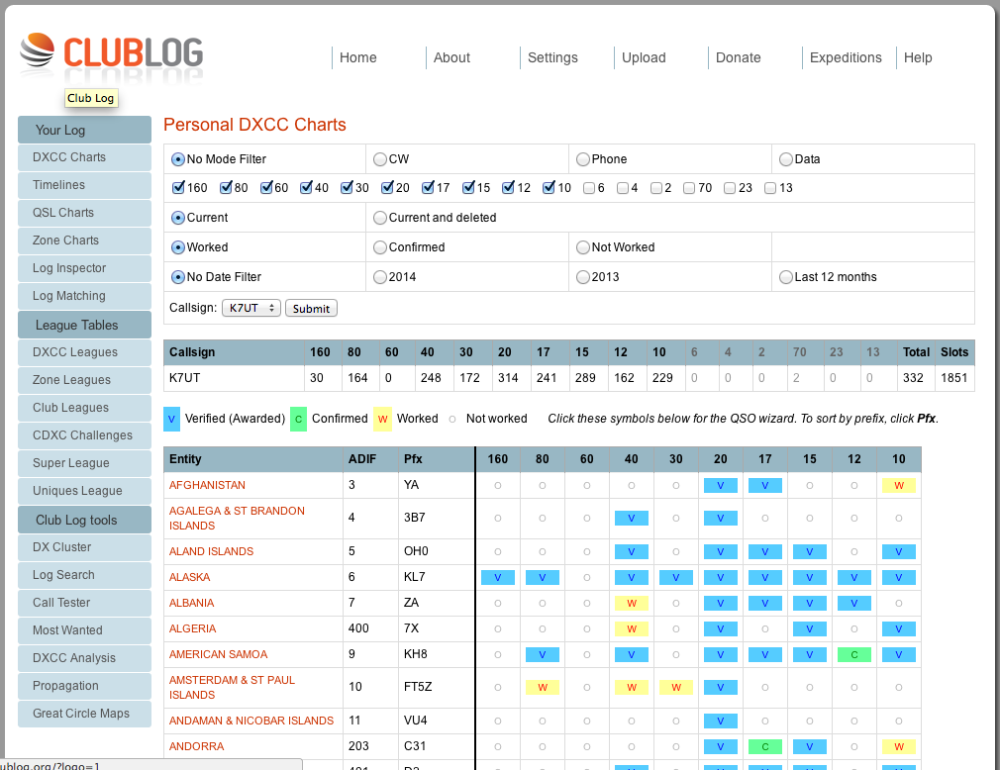 CLUBLOG
Home About Settings Upload Donate Expeditions Help
Club Log
Your Log
DXCC Charts
Timelines
QSL Charts
Zone Charts
Log Inspector
Log Matching
League Tables
DXCC Leagues
Zone Leagues
Club Leagues
CDXC Challenges
Super League
Uniques League
Club Log tools
DX Cluster
Log Search
Call Tester
Most Wanted
DXCC Analysis
Propagation
Great Circle Maps
Personal DXCC Charts
No Mode Filter CW Phone Data
160 80 60 40 30 20 17 15 12 10 6 4 2 70 23 13
Current Current and deleted
Worked Confirmed Not Worked
No Date Filter 2014 2013 Last 12 months
Callsign: K7UT Submit
Callsign 160 80 60 40 30 20 17 15 12 10 6 4 2 70 23 13 Total Slots
K7UT 30 164 0 248 172 314 241 289 162 229 0 0 0 2 0 0 332 1851
V Verified (Awarded) C Confirmed W Worked O Not worked Click these symbols below for the QSO wizard. To sort by prefix, click Pfx.
Entity ADIF Pfx 160 80 60 40 30 20 17 15 12 10
AFGHANISTAN 3 YA O O O O O V V O O W
AGALEGA & ST BRANDON
ISLANDS 4 3B7 O O O V O V O O O O
ALAND ISLANDS 5 OH0 O O O V O V V V O V
ALASKA 6 KL7 V V O V V V V V V V
ALBANIA 7 ZA O O O W O V V V V O
ALGERIA 400 7X O O O W O V O V O V
AMERICAN SAMOA 9 KH8 O V O V O V V V C V
AMSTERDAM & ST PAUL
ISLANDS 10 FT5Z O W O W W V O O O O
ANDAMAN & NICOBAR ISLANDS 11 VU4 O O O O O V O O O O
ANDORRA 203 C31 O O O O O V C V O W
ublog.org/?logo=1